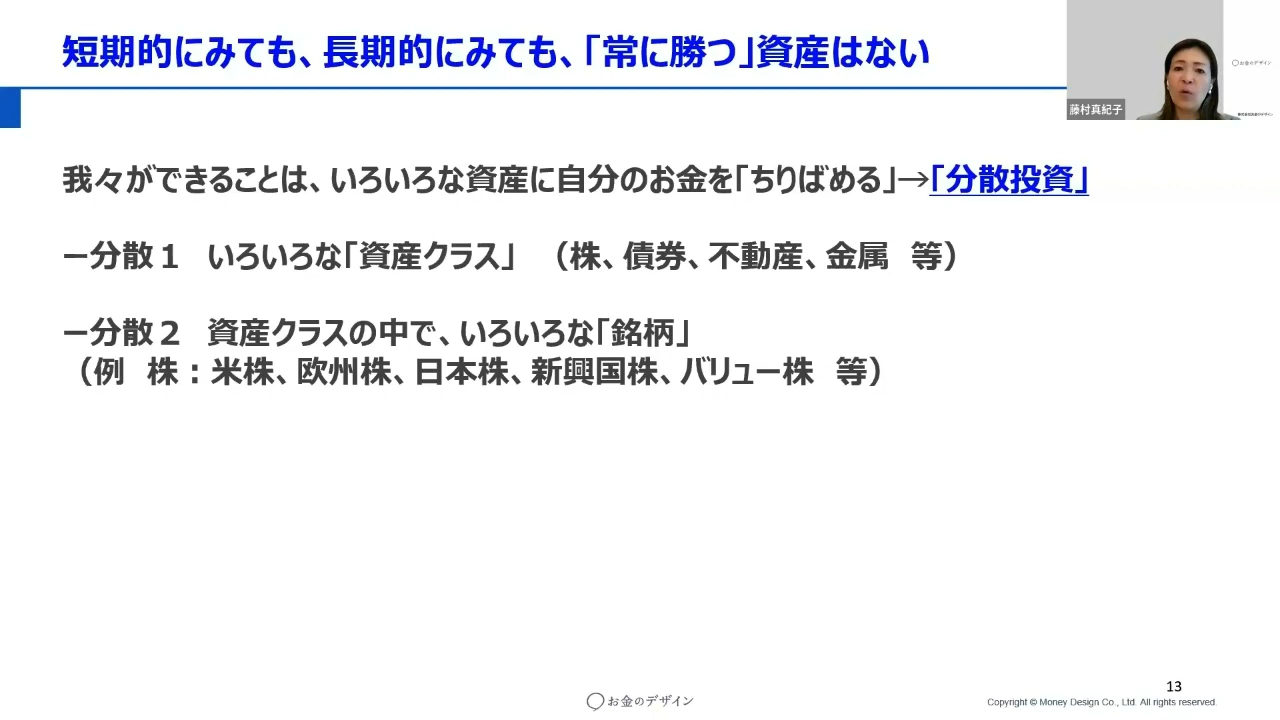 短期的にみても、長期的にみても、「常に勝つ」資産はない
お金のデザイン
藤村真紀子
我々ができることは、いろいろな資産に自分のお金を「ちりばめる」→「分散投資」
ー分散１　いろいろな「資産クラス」　（株、債券、不動産、金属　等）
ー分散２　資産クラスの中で、いろいろな「銘柄」
（例　株：米株、欧州株、日本株、新興国株、バリュー株　等）
13
お金のデザイン
Copyright © Money Design Co., Ltd. All rights reserved.